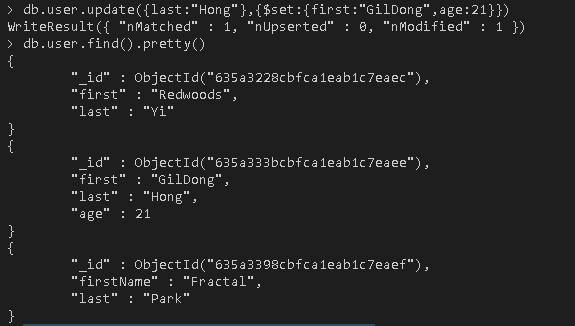 > db.user.update({last:"Hong"},{$set:{first:"GilDong",age:21}})
WriteResult({ "nMatched" : 1, "nUpserted" : 0, "nModified" : 1 })
> db.user.find().pretty()
{
        "_id" : ObjectId("635a3228cbfca1eab1c7eaec"),
        "first" : "Redwoods",
        "last" : "Yi"
}
{
        "_id" : ObjectId("635a333bcbfca1eab1c7eaee"),
        "first" : "GilDong",
        "last" : "Hong",
        "age" : 21
}
{
        "_id" : ObjectId("635a3398cbfca1eab1c7eaef"),
        "firstName" : "Fractal",
        "last" : "Park"
}